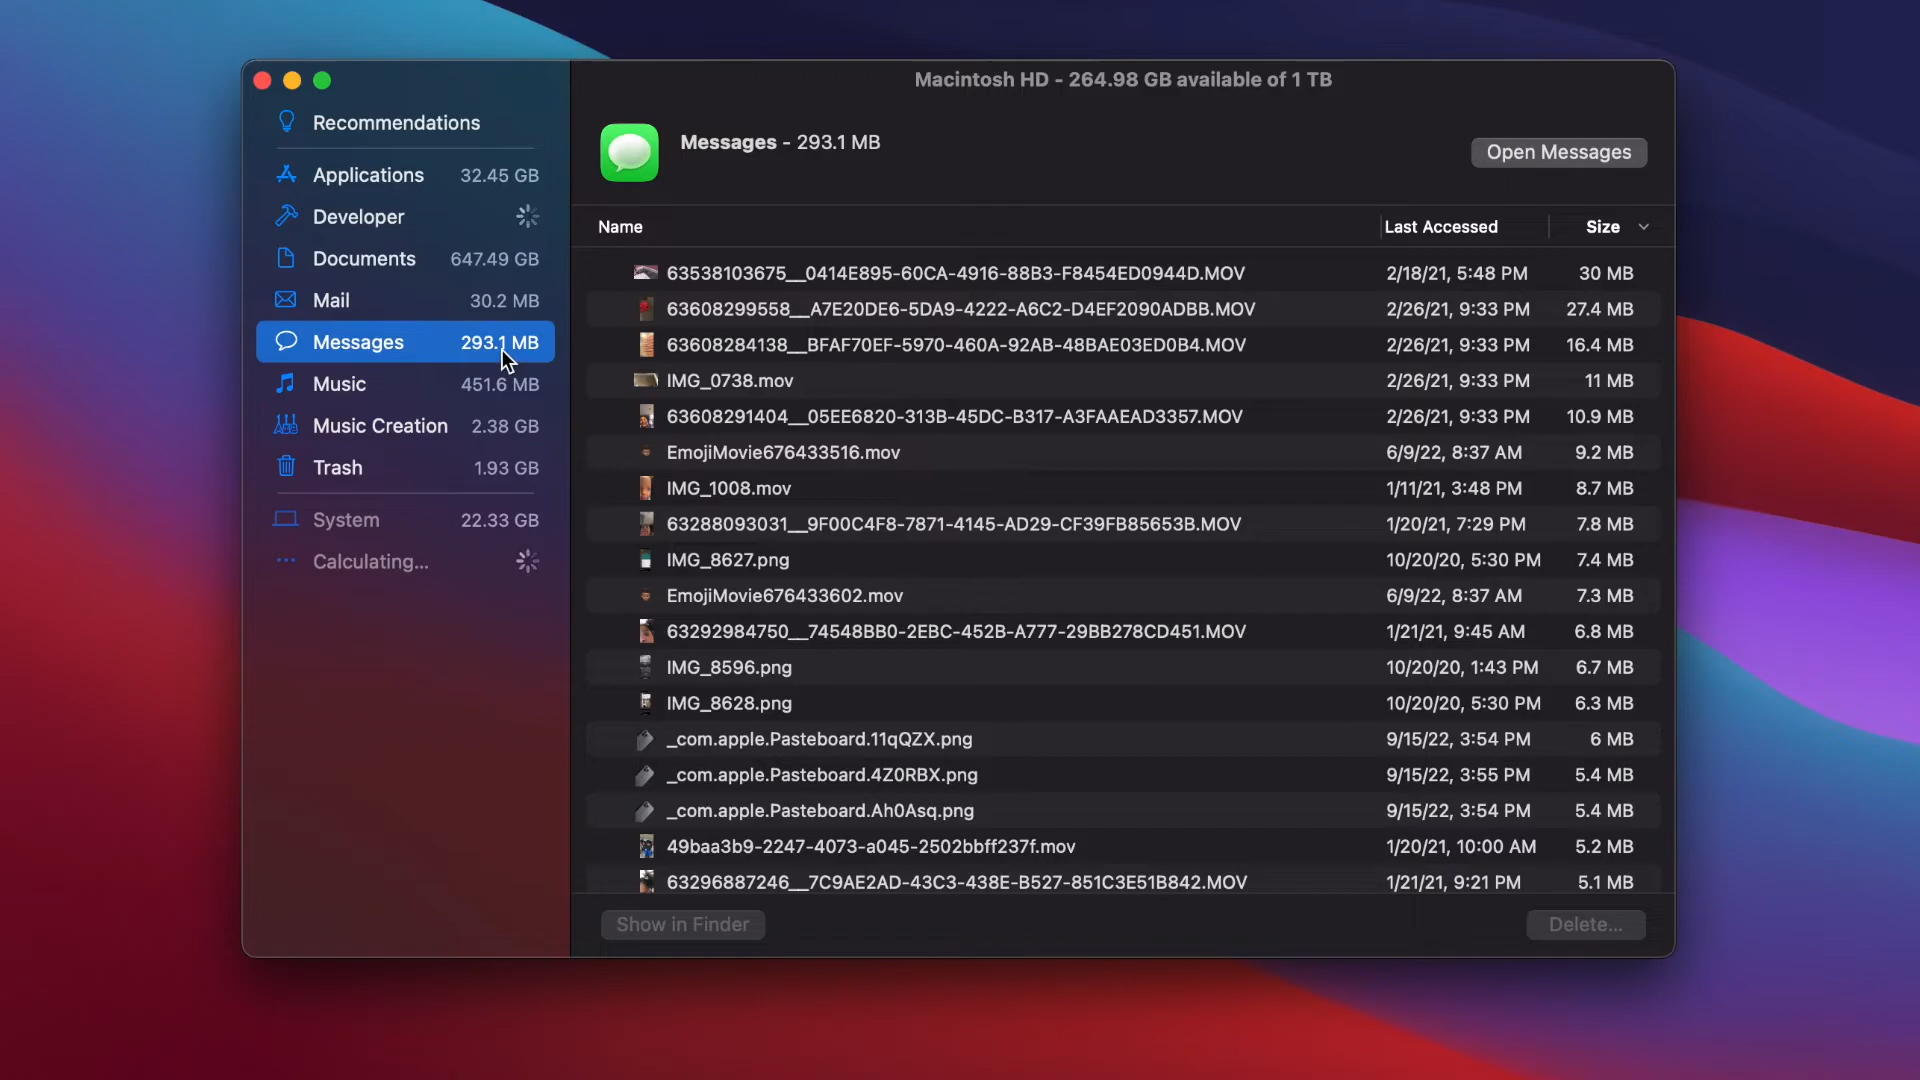 Macintosh HD - 264.98 GB available of 1 TB
Recommendations
Applications 32.45 GB
Developer
Documents 647.49 GB
Mail 30.2 MB
Messages 293.1 MB
Music 451.6 MB
Music Creation 2.38 GB
Trash 1.93 GB
System 22.33 GB
Calculating...
Messages - 293.1 MB
Open Messages
Name Last Accessed Size
63538103675__0414E895-60CA-4916-88B3-F8454ED0944D.MOV 2/18/21, 5:48 PM 30 MB
63608299558__A7E20DE6-5DA9-4222-A6C2-D4EF2090ADBB.MOV 2/26/21, 9:33 PM 27.4 MB
63608284138__BFAF70EF-5970-460A-92AB-48BAE03ED0B4.MOV 2/26/21, 9:33 PM 16.4 MB
IMG_0738.mov 2/26/21, 9:33 PM 11 MB
63608291404__05EE6820-313B-45DC-B317-A3FAAEAD3357.MOV 2/26/21, 9:33 PM 10.9 MB
EmojiMovie676433516.mov 6/9/22, 8:37 AM 9.2 MB
IMG_1008.mov 1/11/21, 3:48 PM 8.7 MB
63288093031__9F00C4F8-7871-4145-AD29-CF39FB85653B.MOV 1/20/21, 7:29 PM 7.8 MB
IMG_8627.png 10/20/20, 5:30 PM 7.4 MB
EmojiMovie676433602.mov 6/9/22, 8:37 AM 7.3 MB
63292984750__74548BB0-2EBC-452B-A777-29BB278CD451.MOV 1/21/21, 9:45 AM 6.8 MB
IMG_8596.png 10/20/20, 1:43 PM 6.7 MB
IMG_8628.png 10/20/20, 5:30 PM 6.3 MB
_com.apple.Pasteboard.11qQZX.png 9/15/22, 3:54 PM 6 MB
_com.apple.Pasteboard.4Z0RBX.png 9/15/22, 3:55 PM 5.4 MB
_com.apple.Pasteboard.Ah0Asq.png 9/15/22, 3:54 PM 5.4 MB
49baa3b9-2247-4073-a045-2502bbff237f.mov 1/20/21, 10:00 AM 5.2 MB
63296887246__7C9AE2AD-43C3-438E-B527-851C3E51B842.MOV 1/21/21, 9:21 PM 5.1 MB
Show in Finder
Delete...